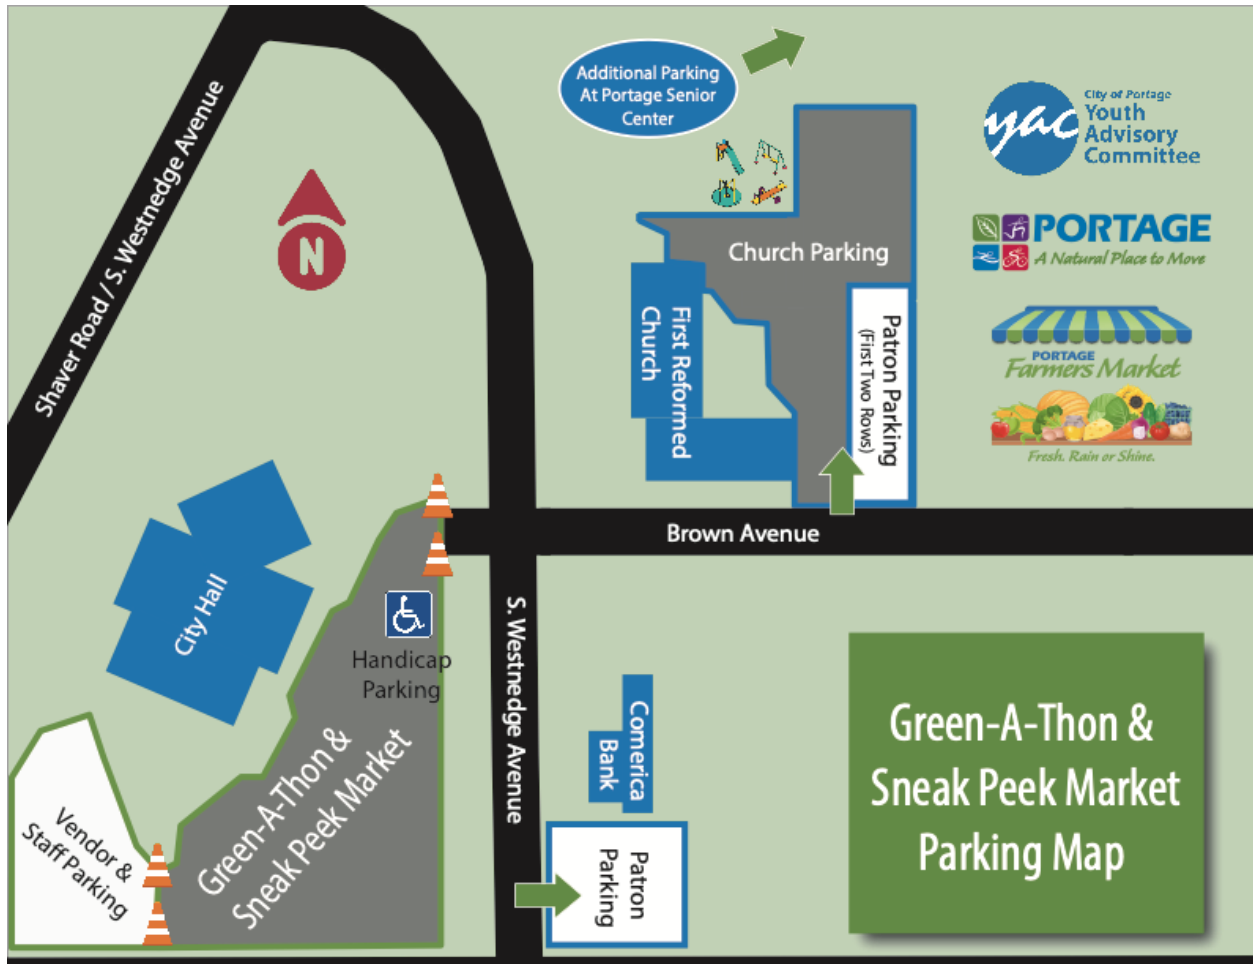 Additional Parking
At Portage Senior
Center
yac
City of Portage
Youth
Advisory
Committee
Shaver Road / S. Westnedge Avenue
N
PORTAGE
A Natural Place to Move
Church Parking
First Reformed
Church
Patron Parking
(First Two Rows)
PORTAGE
Farmers Market
Fresh. Rain or Shine.
Brown Avenue
City Hall
Handicap
Parking
S. Westnedge Avenue
Green-A-Thon &
Sneak Peek Market
Vendor &
Staff Parking
Comerica
Bank
Patron
Parking
Green-A-Thon &
Sneak Peek Market
Parking Map